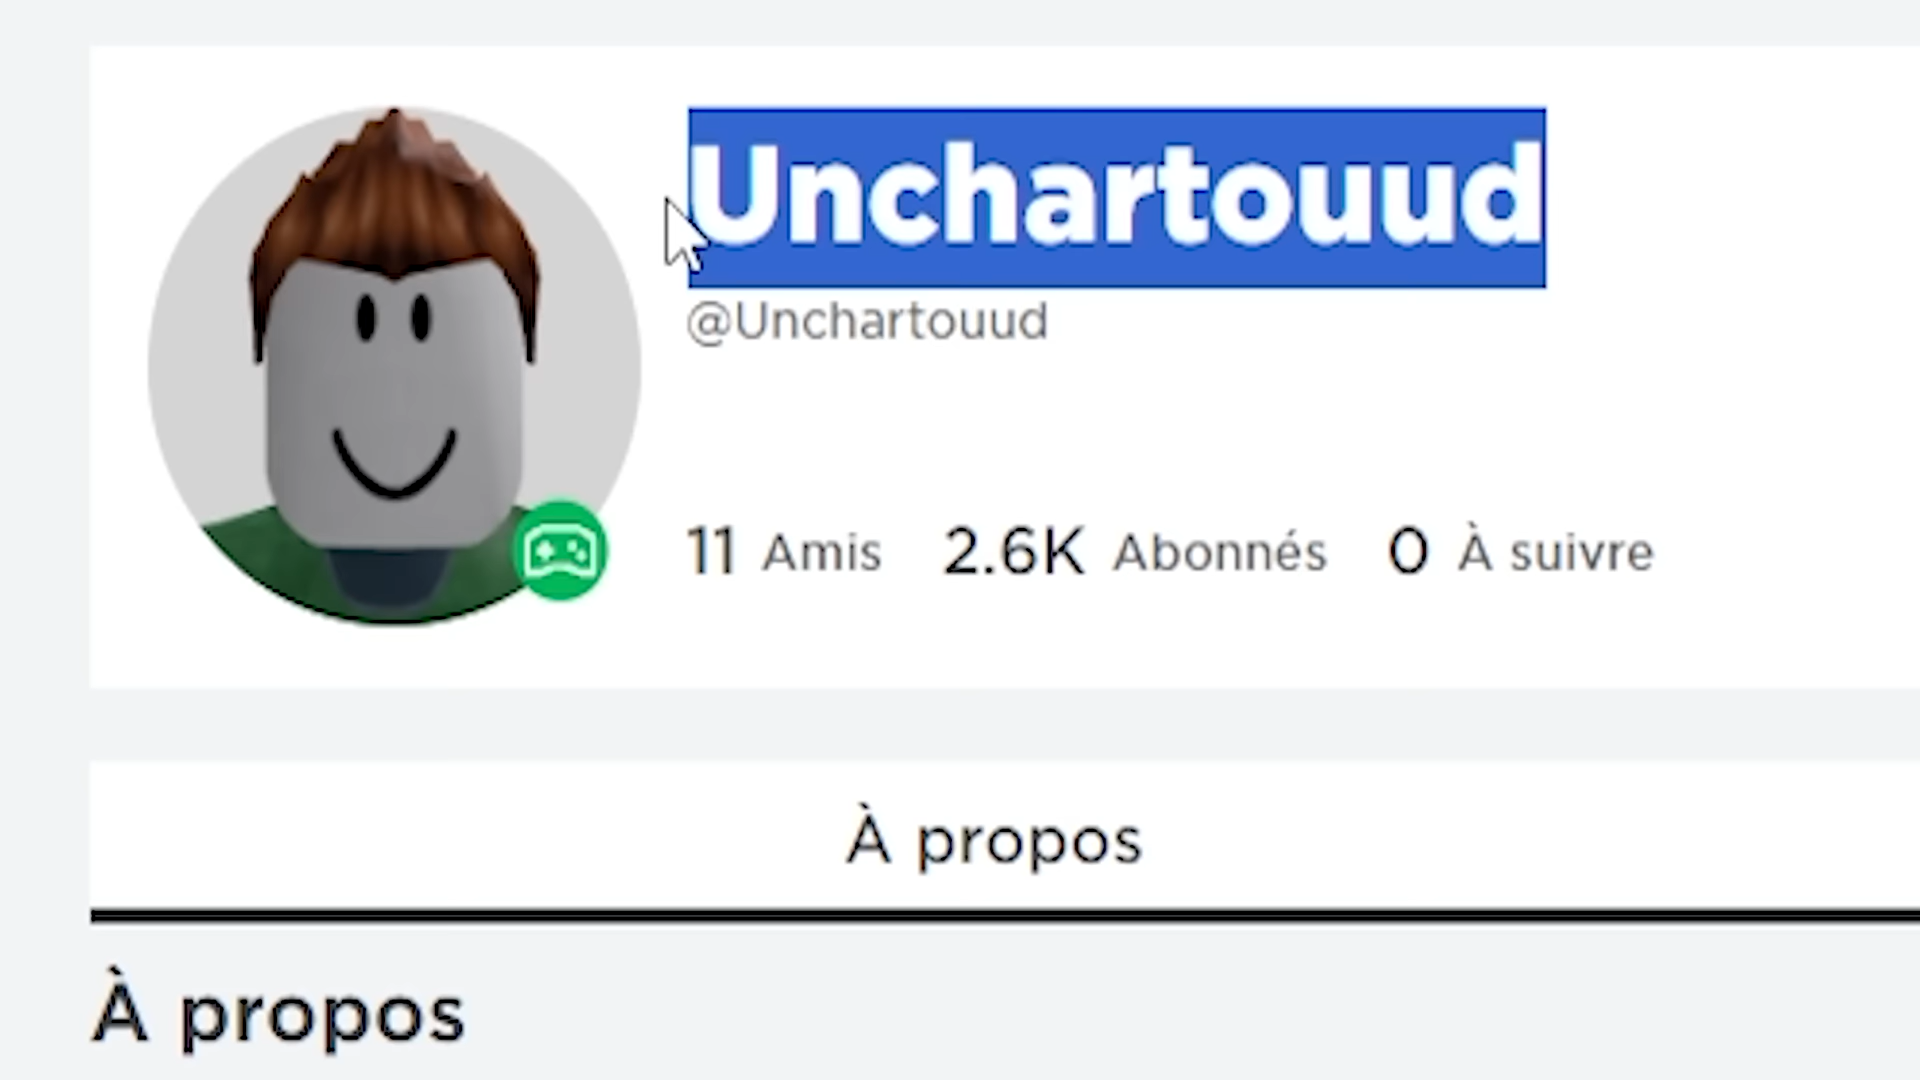 Unchartouud
@Unchartouud
11 Amis 2.6K Abonnés 0 À suivre
À propos
À propos